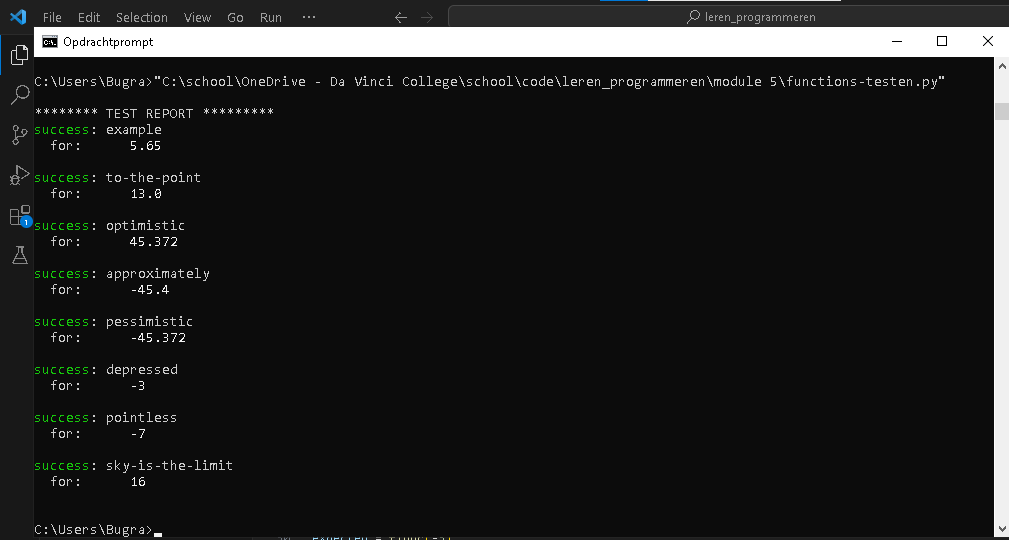 File Edit Selection View Go Run ··· ← → leren_programmeren
Opdrachtprompt
C:\Users\Bugra>"C:\school\OneDrive - Da Vinci College\school\code\leren_programmeren\module 5\functions-testen.py"
******** TEST REPORT *********
success: example
for: 5.65
success: to-the-point
for: 13.0
success: optimistic
for: 45.372
success: approximately
for: -45.4
success: pessimistic
for: -45.372
success: depressed
for: -3
success: pointless
for: -7
success: sky-is-the-limit
for: 16
1
C:\Users\Bugra>